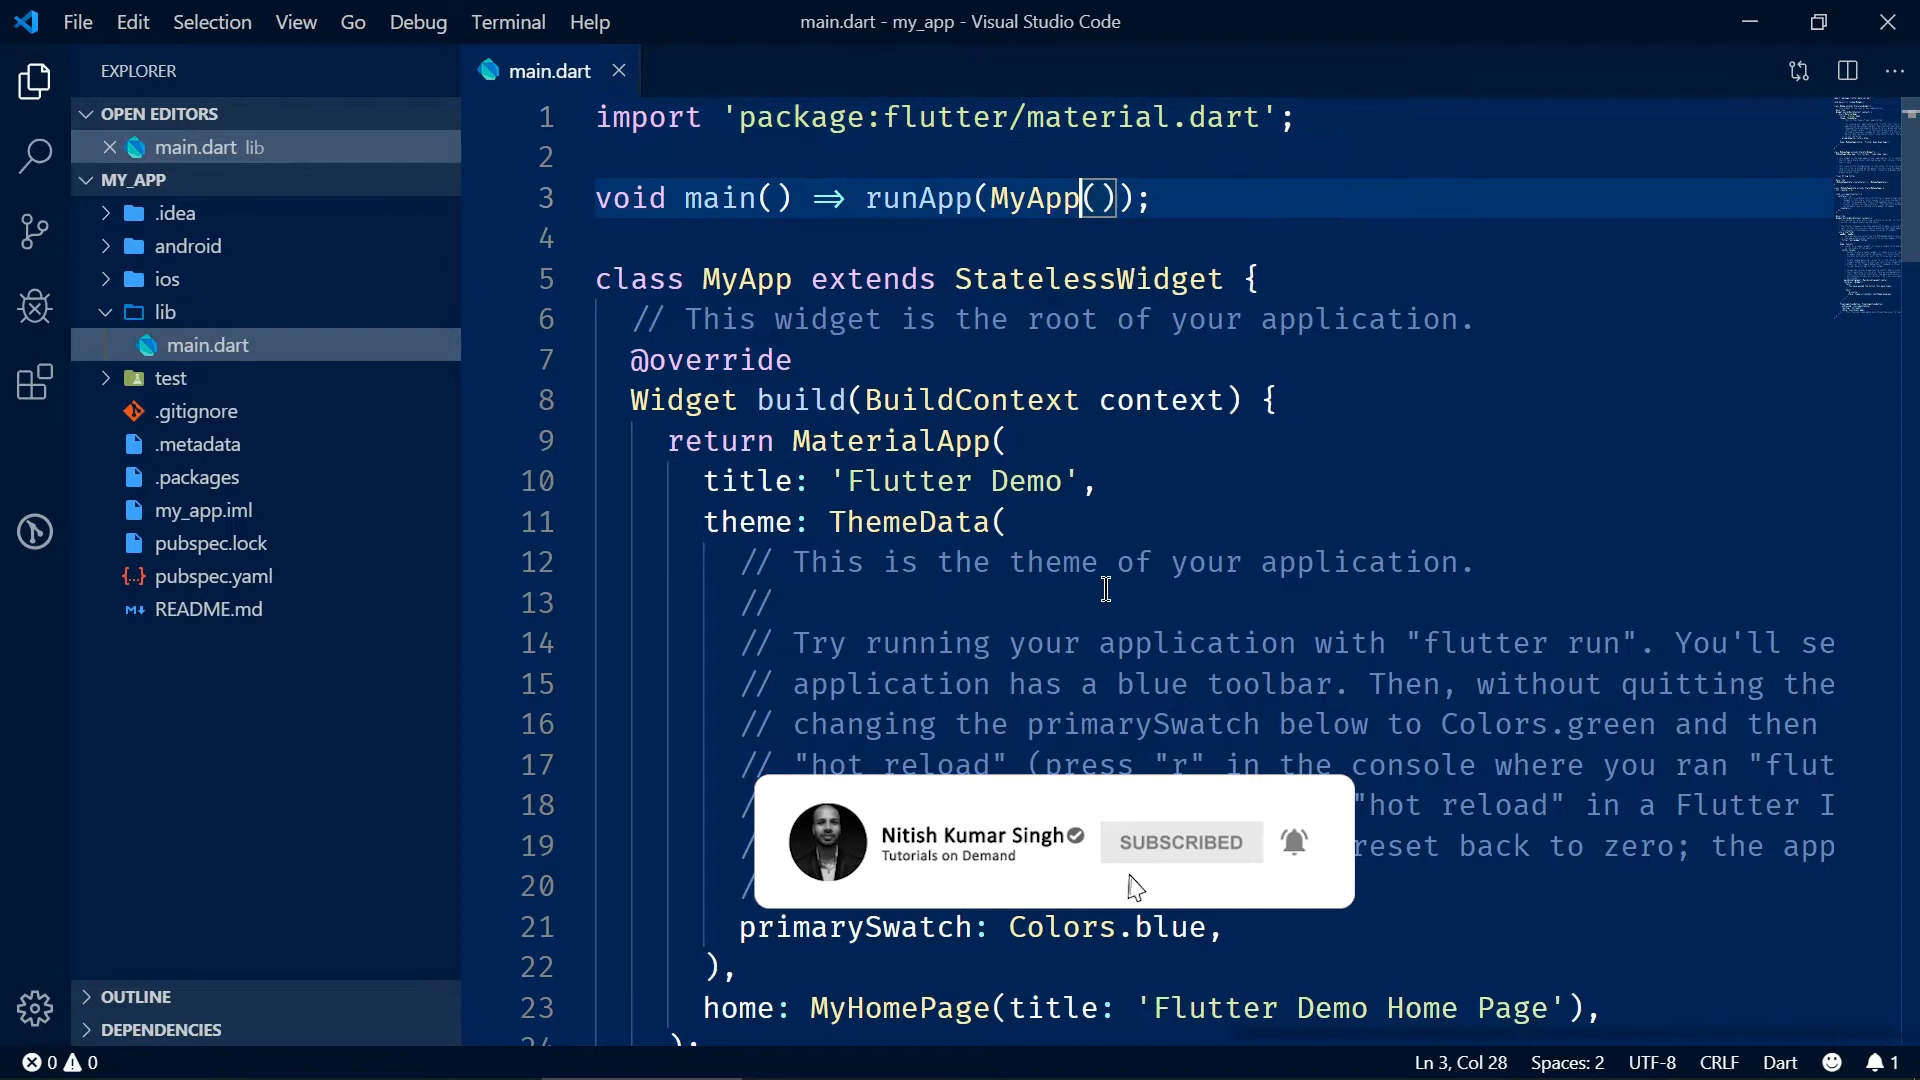 File Edit Selection View Go Debug Terminal Help
main.dart - my_app - Visual Studio Code
EXPLORER
OPEN EDITORS
main.dart lib
MY_APP
.idea
android
ios
lib
main.dart
test
.gitignore
.metadata
.packages
my_app.iml
pubspec.lock
{..} pubspec.yaml
M↓ README.md
OUTLINE
DEPENDENCIES
main.dart
1 import 'package:flutter/material.dart';
2
3 void main() => runApp(MyApp());
4
5 class MyApp extends StatelessWidget {
6 // This widget is the root of your application.
7 @override
8 Widget build(BuildContext context) {
9 return MaterialApp(
10 title: 'Flutter Demo',
11 theme: ThemeData(
12 // This is the theme of your application.
13 //
14 // Try running your application with "flutter run". You'll se
15 // application has a blue toolbar. Then, without quitting the
16 // changing the primarySwatch below to Colors.green and then
17 // "hot reload" (press "r" in the console where you ran "flut
18 "hot reload" in a Flutter I
19 reset back to zero; the app
20
21 primarySwatch: Colors.blue,
22 ),
23 home: MyHomePage(title: 'Flutter Demo Home Page'),
Nitish Kumar Singh
Tutorials on Demand
SUBSCRIBED
0 0
Ln 3, Col 28 Spaces: 2 UTF-8 CRLF Dart 1